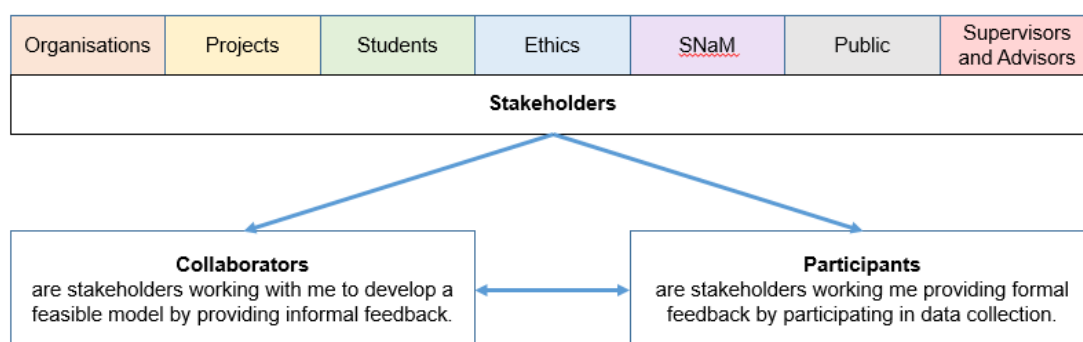 Organisations Projects Students Ethics SNaM Public Supervisors and Advisors
Stakeholders
Collaborators
are stakeholders working with me to develop a
feasible model by providing informal feedback.
Participants
are stakeholders working me providing formal
feedback by participating in data collection.